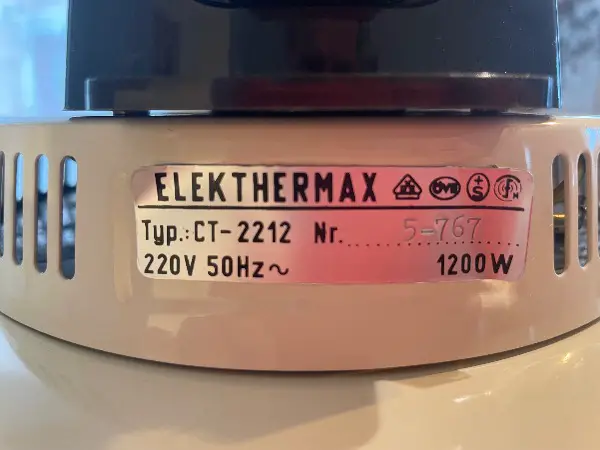 ELEKTHERMAX
Typ.: CT-2212 Nr. 5-767
220V 50Hz~ 1200W